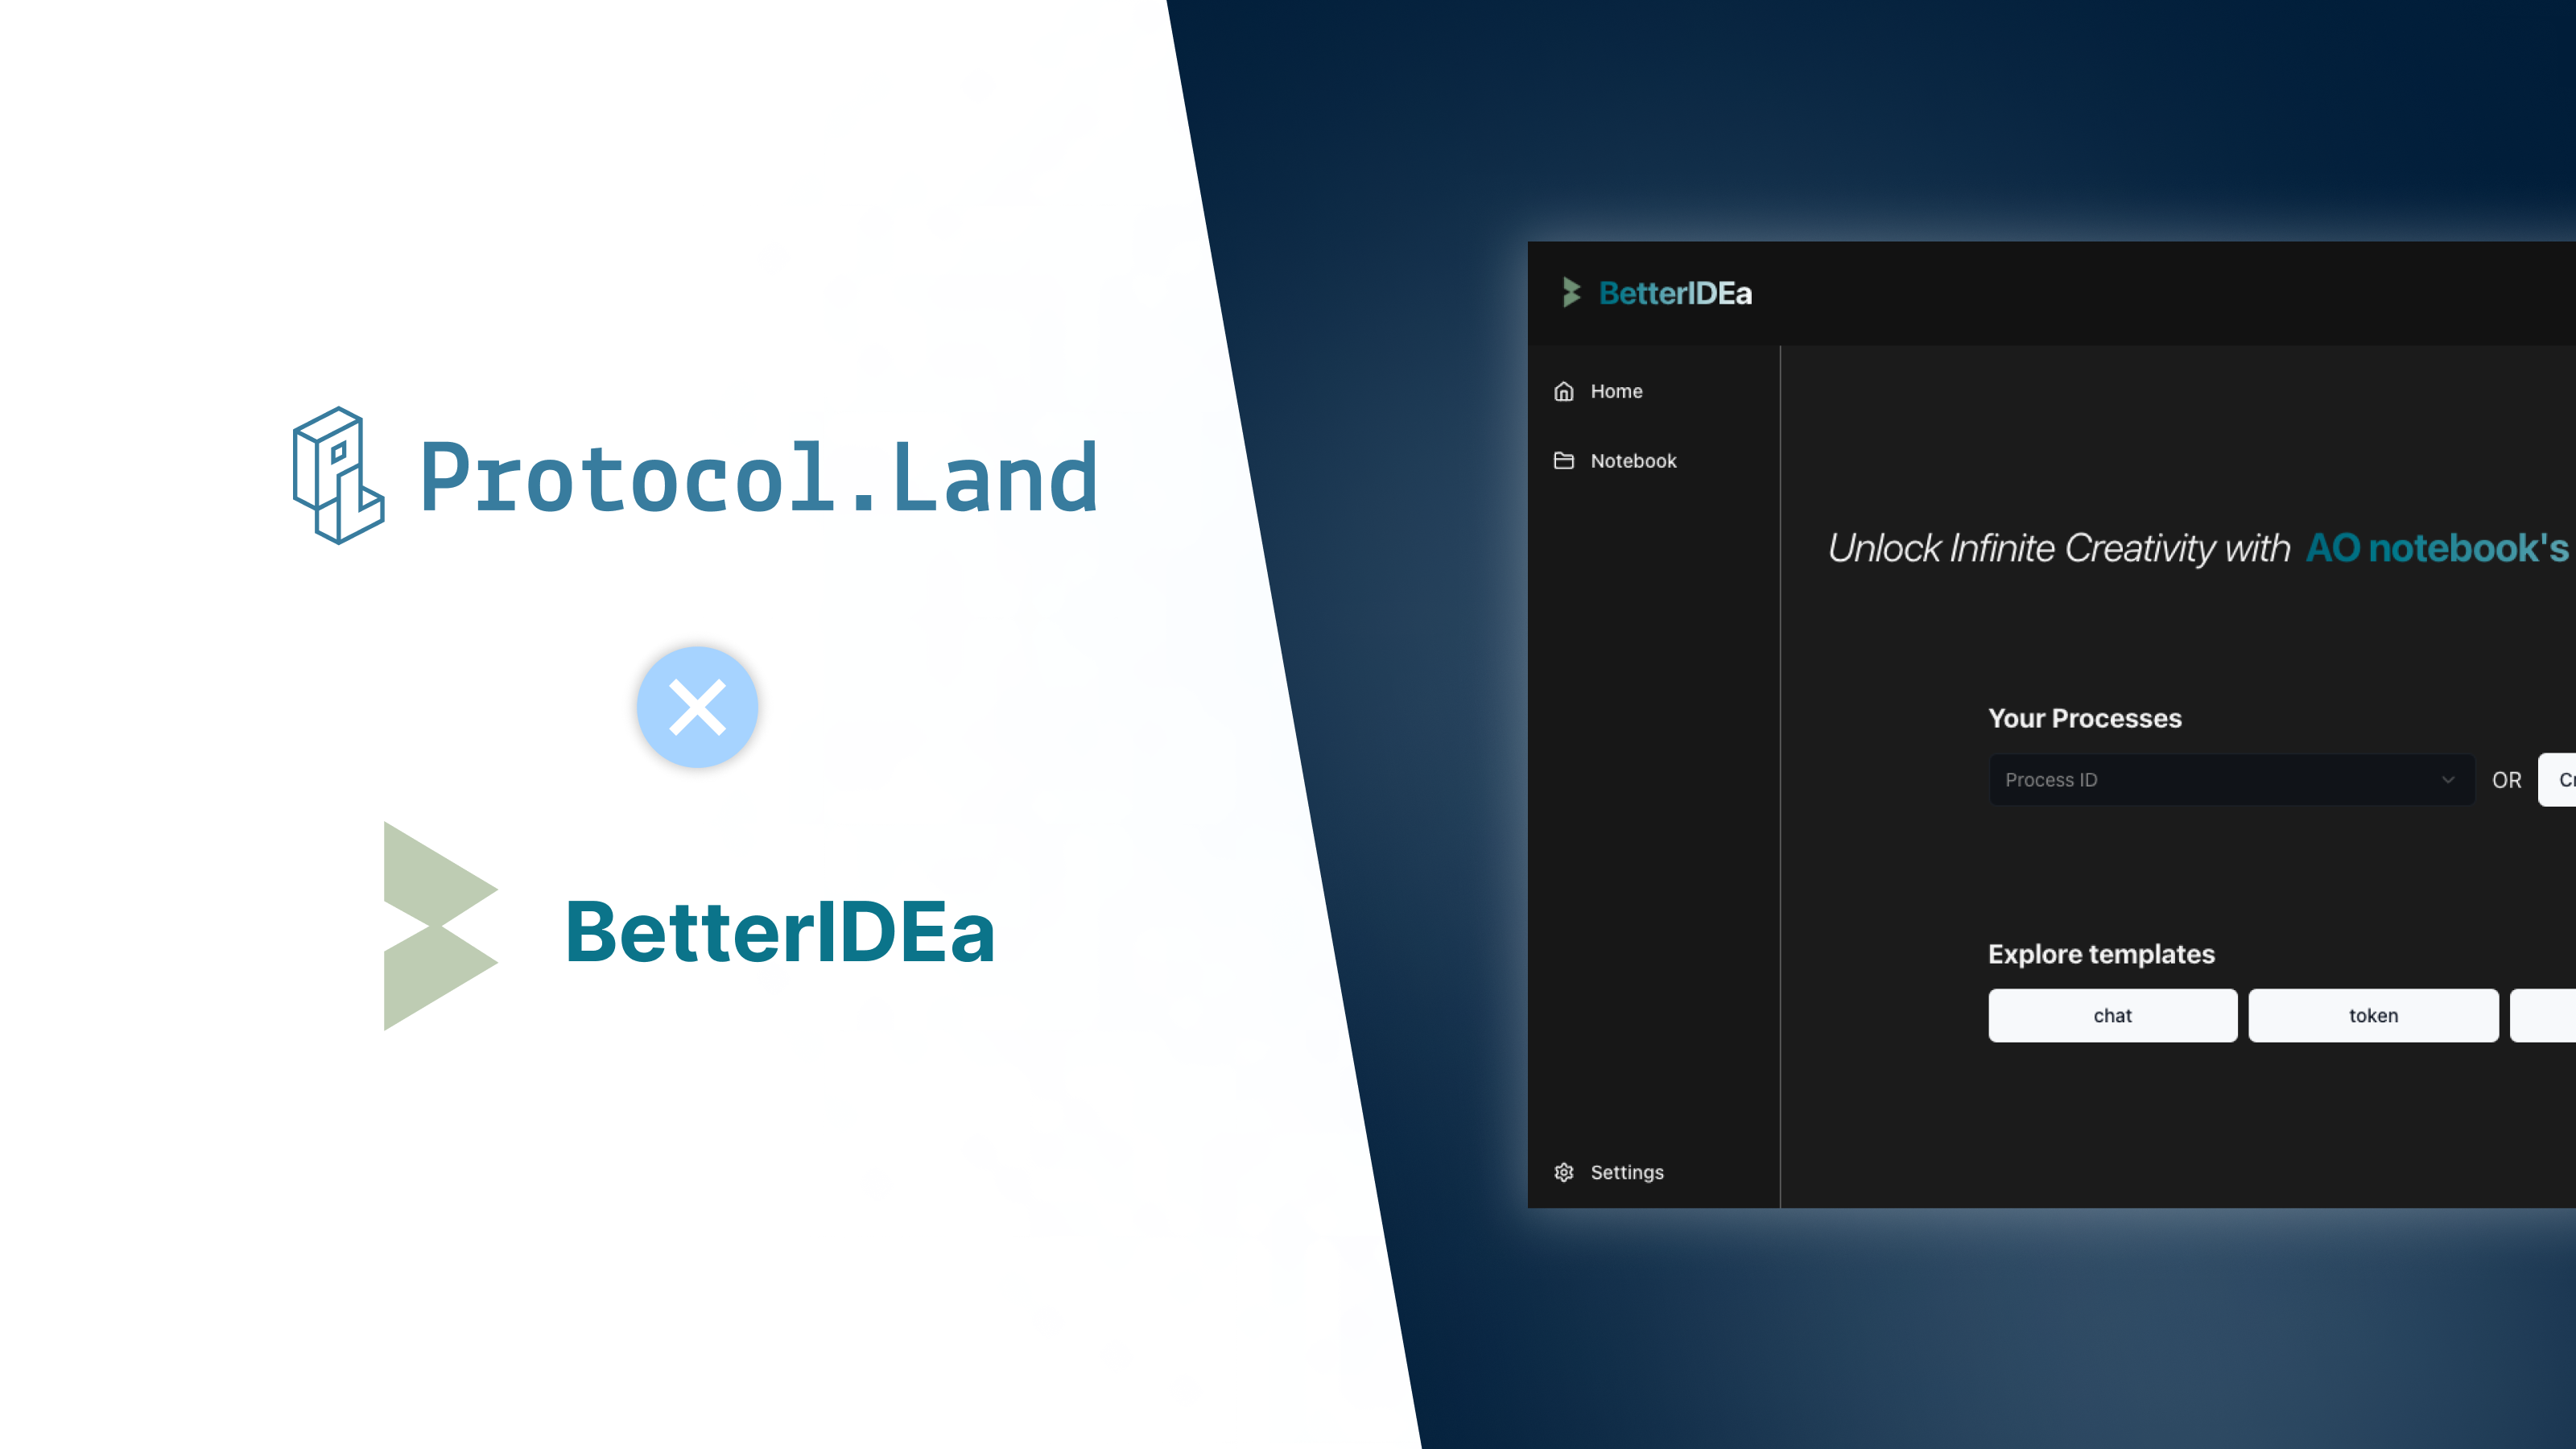 Protocol.Land
BetterIDEa
BetterIDEa
Home
Notebook
Unlock Infinite Creativity with AO notebook's
Your Processes
Process ID
OR
Explore templates
chat
token
Settings